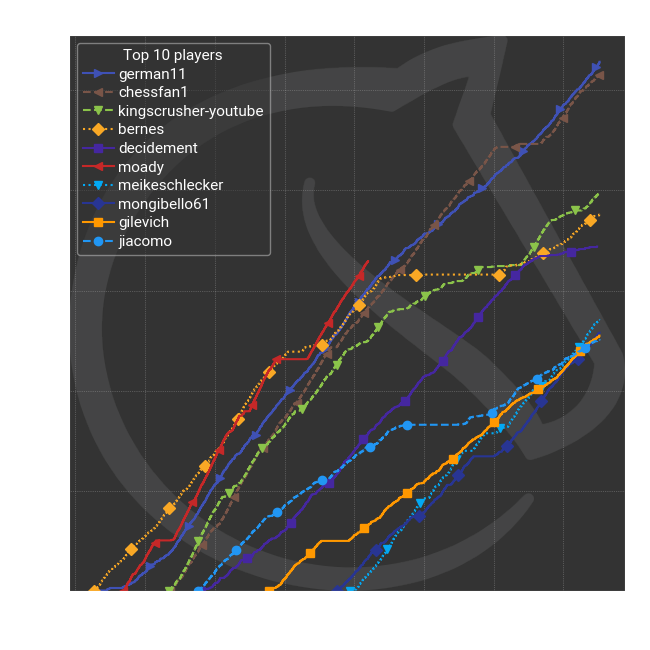 Top 10 players
german11
chessfan1
kingscrusher-youtube
bernes
decidement
moady
meikeschlecker
mongibello61
gilevich
jiacomo